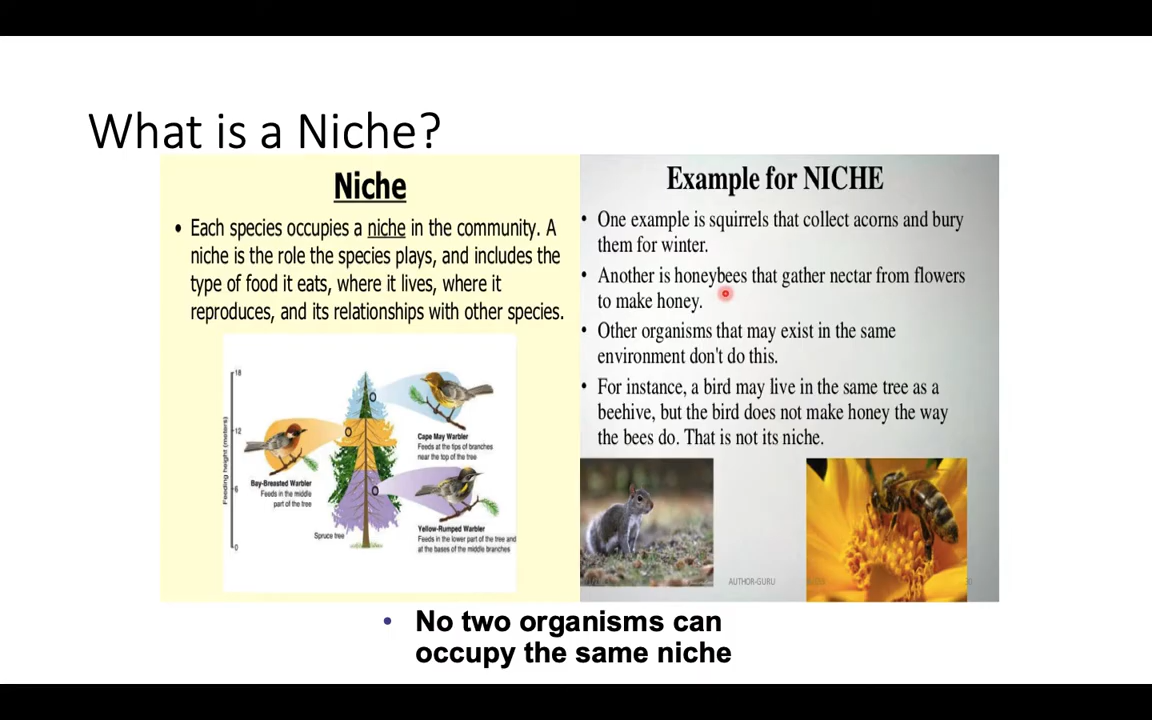 What is a Niche?
Niche
• Each species occupies a niche in the community. A
niche is the role the species plays, and includes the
type of food it eats, where it lives, where it
reproduces, and its relationships with other species.
18
12
6
0
Feeding height (meters)
Cape May Warbler
Feeds at the tips of branches
near the top of the tree
Bay-Breasted Warbler
Feeds in the middle
part of the tree
Yellow-Rumped Warbler
Feeds in the lower part of the tree and
at the bases of the middle branches
Spruce tree
Example for NICHE
• One example is squirrels that collect acorns and bury
them for winter.
• Another is honeybees that gather nectar from flowers
to make honey.
• Other organisms that may exist in the same
environment don't do this.
• For instance, a bird may live in the same tree as a
beehive, but the bird does not make honey the way
the bees do. That is not its niche.
AUTHOR-GURU
• No two organisms can
occupy the same niche